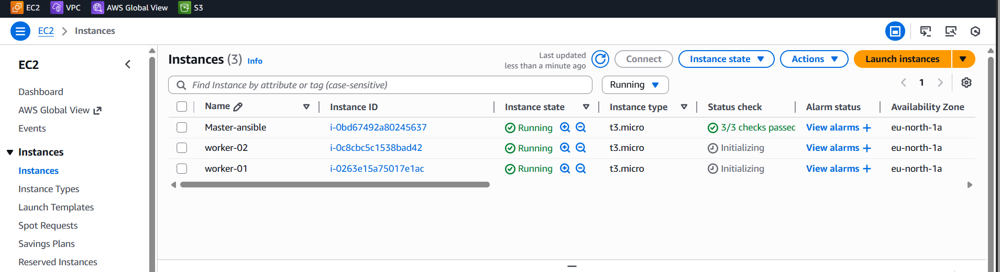 EC2 VPC AWS Global View S3
EC2 Instances
EC2
Dashboard
AWS Global View
Events
Instances
Instances
Instance Types
Launch Templates
Spot Requests
Savings Plans
Reserved Instances
Instances (3) Info
Last updated
less than a minute ago
Connect Instance state Actions Launch instances
Find Instance by attribute or tag (case-sensitive) Running 1
Name Instance ID Instance state Instance type Status check Alarm status Availability Zone
Master-ansible i-0bd67492a80245637 Running t3.micro 3/3 checks passed View alarms + eu-north-1a
worker-02 i-0c8cbc5c1538bad42 Running t3.micro Initializing View alarms + eu-north-1a
worker-01 i-0263e15a75017e1ac Running t3.micro Initializing View alarms + eu-north-1a